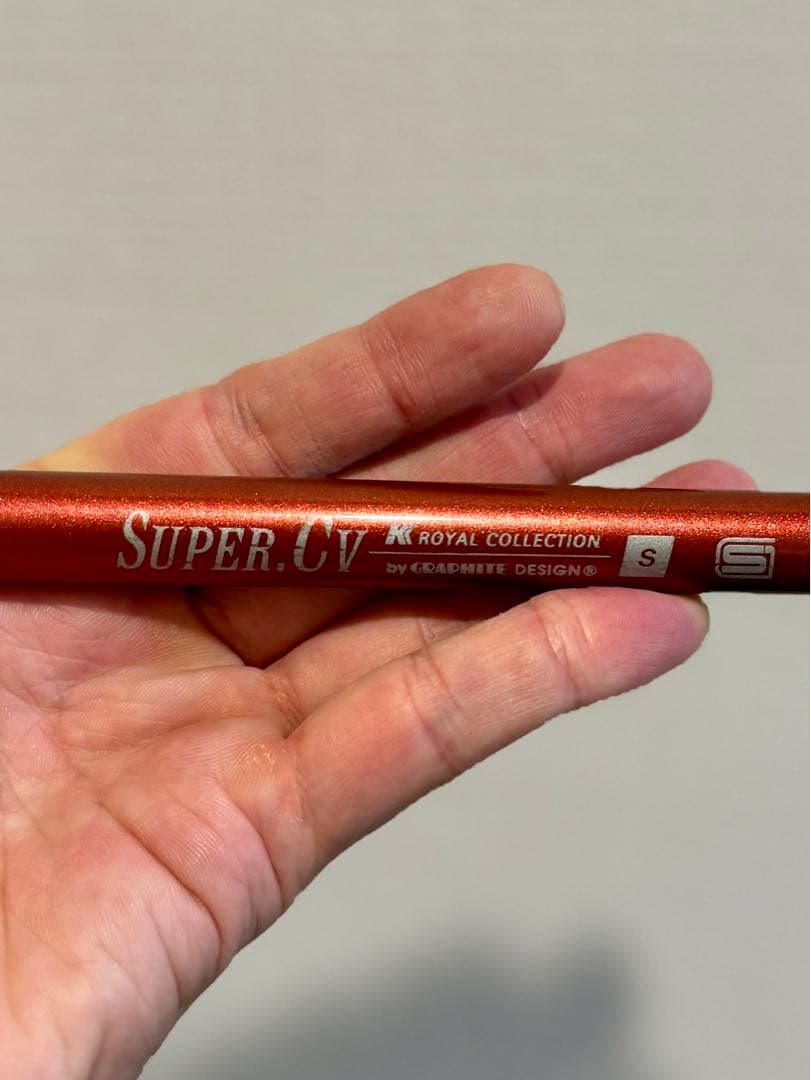 SUPER.CV
ROYAL COLLECTION
by GRAPHITE DESIGN®
S